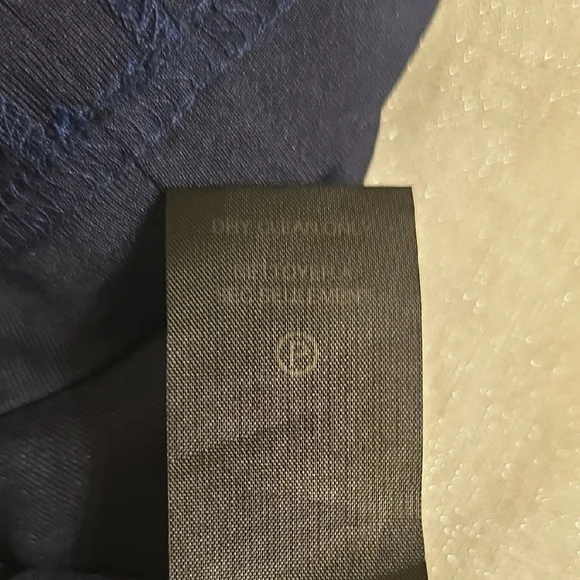 DRY CLEAN ONLY
NETTOYER A
SEC SEULEMENT
P